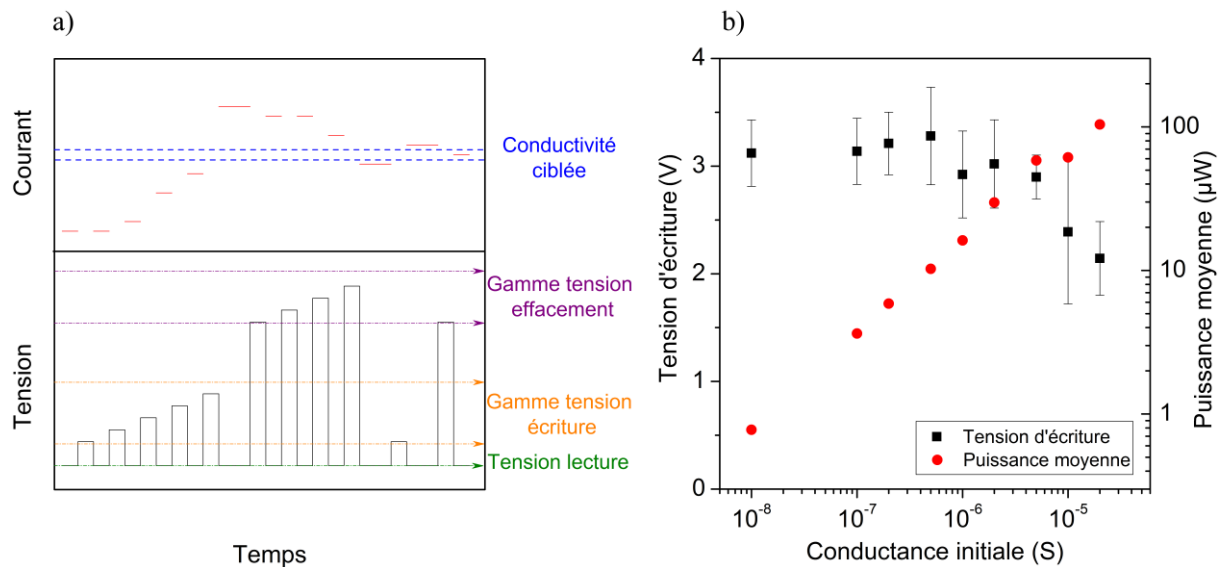 a)
Courant
Conductivité
ciblée
Tension
Gamme tension
effacement
Gamme tension
écriture
Tension lecture
Temps
b)
Tension d'écriture (V)
4
3
2
1
0
Puissance moyenne (µW)
100
10
1
Tension d'écriture
Puissance moyenne
10⁻⁸
10⁻⁷
10⁻⁶
10⁻⁵
Conductance initiale (S)